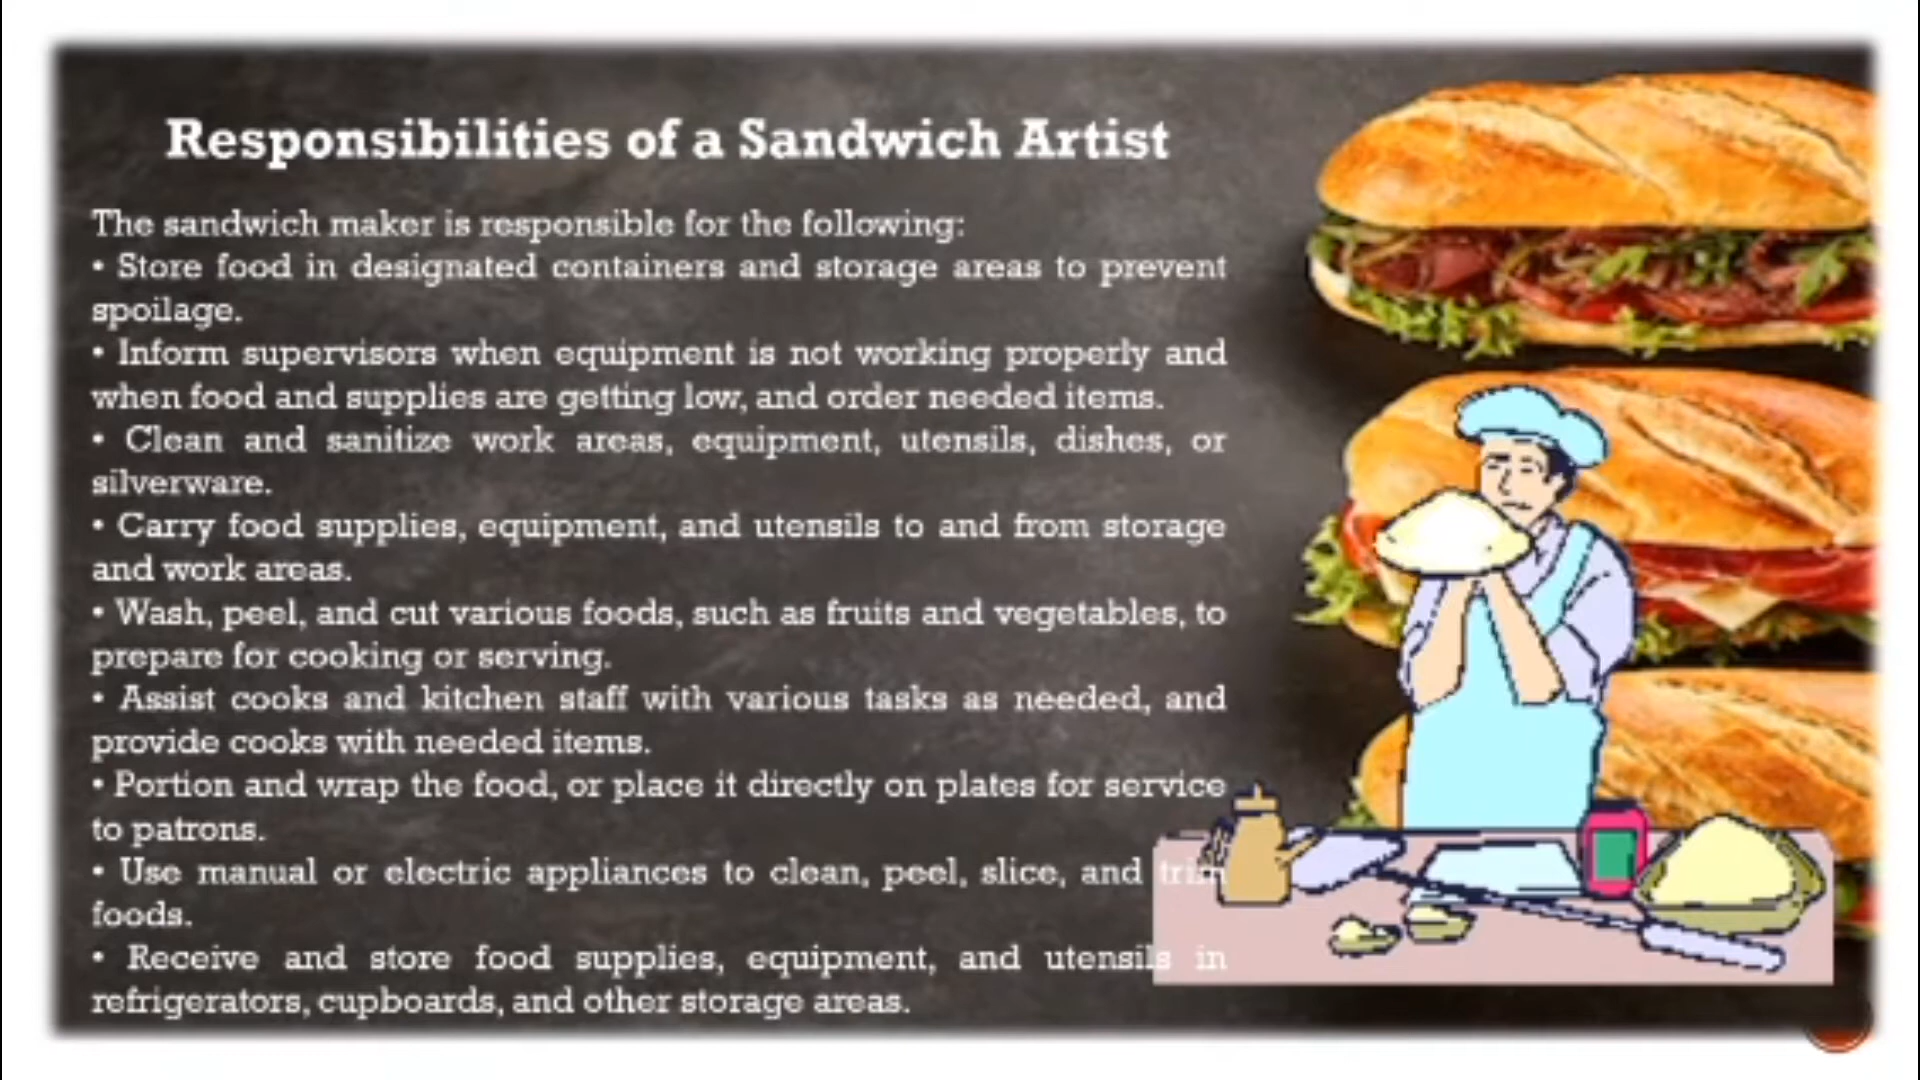 Responsibilities of a Sandwich Artist
The sandwich maker is responsible for the following:
• Store food in designated containers and storage areas to prevent
spoilage.
• Inform supervisors when equipment is not working properly and
when food and supplies are getting low, and order needed items.
• Clean and sanitize work areas, equipment, utensils, dishes, or
silverware.
• Carry food supplies, equipment, and utensils to and from storage
and work areas.
• Wash, peel, and cut various foods, such as fruits and vegetables, to
prepare for cooking or serving.
• Assist cooks and kitchen staff with various tasks as needed, and
provide cooks with needed items.
• Portion and wrap the food, or place it directly on plates for service
to patrons.
• Use manual or electric appliances to clean, peel, slice, and trim
foods.
• Receive and store food supplies, equipment, and utensils in
refrigerators, cupboards, and other storage areas.